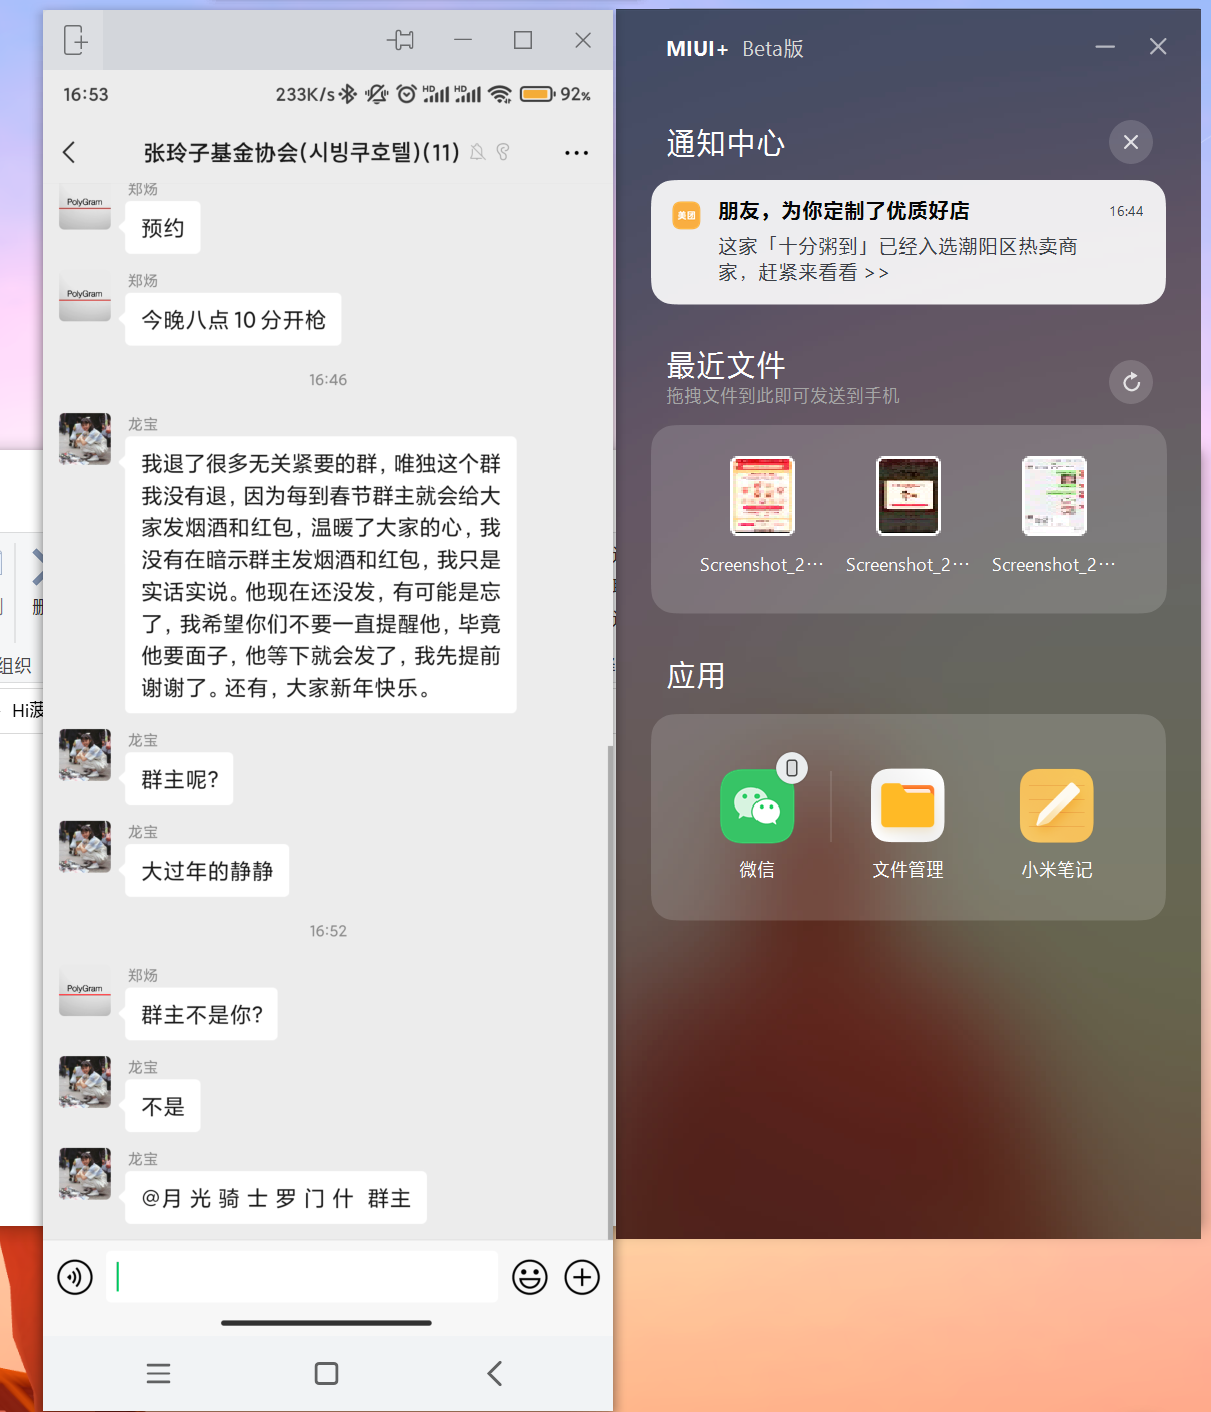 16:53
233K/s
HD
HD
92%
张玲子基金协会(시빙쿠호텔)(11)
郑炀
PolyGram
预约
郑炀
PolyGram
今晚八点10分开枪
16:46
龙宝
我退了很多无关紧要的群，唯独这个群
我没有退，因为每到春节群主就会给大
家发烟酒和红包，温暖了大家的心，我
没有在暗示群主发烟酒和红包，我只是
实话实说。他现在还没发，有可能是忘
了，我希望你们不要一直提醒他，毕竟
他要面子，他等下就会发了，我先提前
谢谢了。还有，大家新年快乐。
龙宝
群主呢?
龙宝
大过年的静静
16:52
郑炀
PolyGram
群主不是你?
龙宝
不是
龙宝
@月 光 骑 士 罗 门 什 群主
删
组织
Hi菠
MIUI+ Beta版
通知中心
美团
朋友，为你定制了优质好店
16:44
这家「十分粥到」已经入选潮阳区热卖商
家，赶紧来看看 >>
最近文件
拖拽文件到此即可发送到手机
Screenshot_2···
Screenshot_2···
Screenshot_2···
应用
微信
文件管理
小米笔记